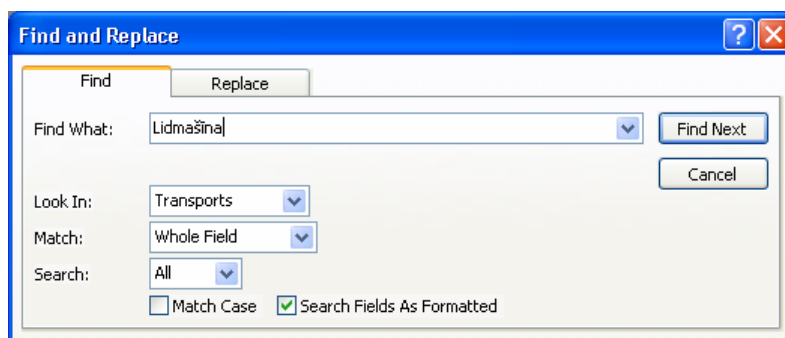 Find and Replace
Find Replace
Find What: Lidmašīna Find Next
Cancel
Look In: Transports
Match: Whole Field
Search: All
Match Case Search Fields As Formatted